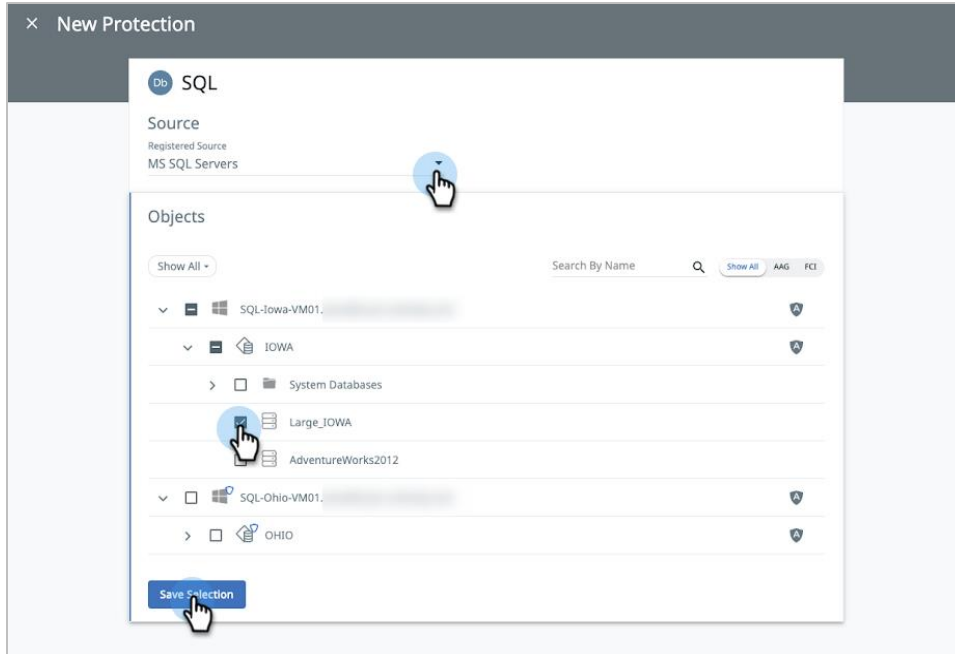 × New Protection
Db SQL
Source
Registered Source
MS SQL Servers
Objects
Show All
Search By Name
Show All AAG FCI
SQL-Iowa-VM01.
A
IOWA
A
System Databases
Large_IOWA
AdventureWorks2012
SQL-Ohio-VM01.
A
OHIO
A
Save Selection